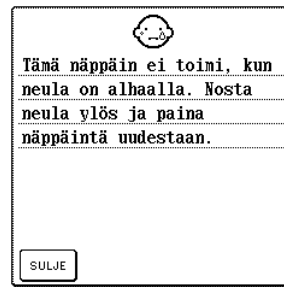 Tämä näppäin ei toimi, kun
neula on alhaalla. Nosta
neula ylös ja paina
näppäintä uudestaan.
SULJE